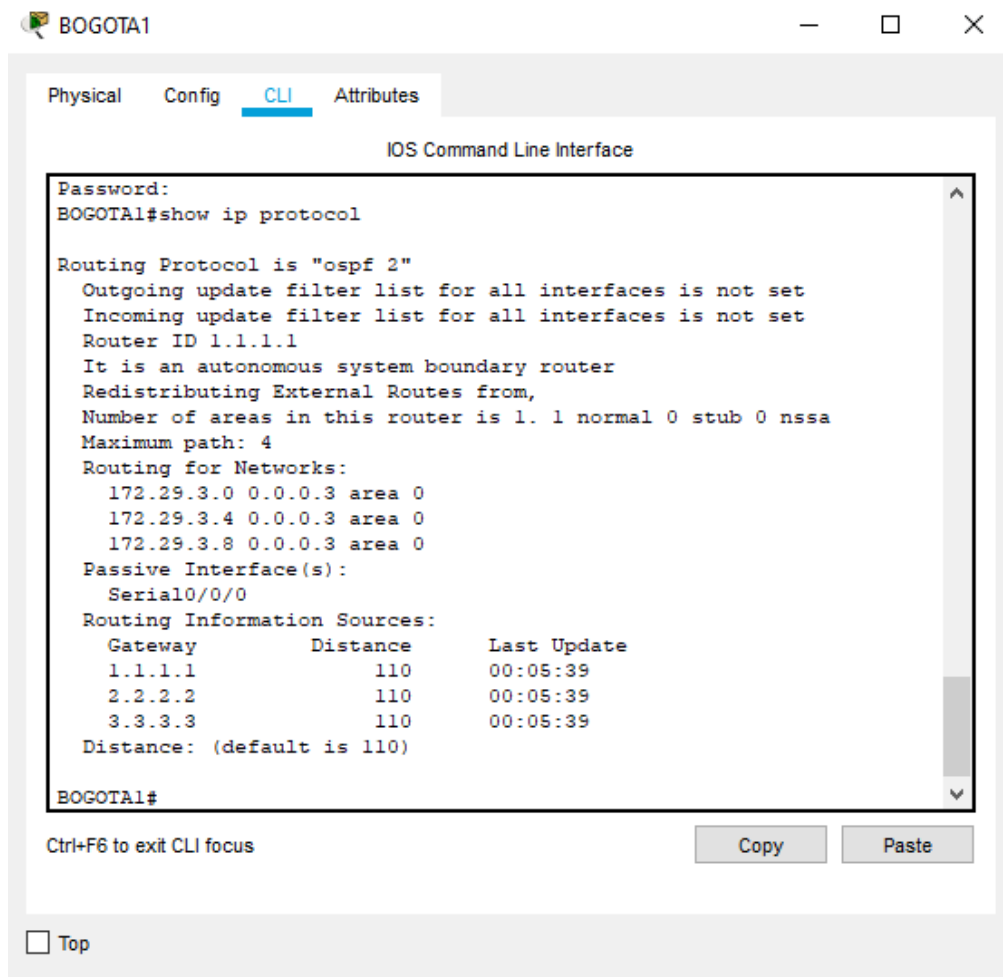 BOGOTA1
Physical Config CLI Attributes
IOS Command Line Interface
Password:
BOGOTA1#show ip protocol
Routing Protocol is "ospf 2"
Outgoing update filter list for all interfaces is not set
Incoming update filter list for all interfaces is not set
Router ID 1.1.1.1
It is an autonomous system boundary router
Redistributing External Routes from,
Number of areas in this router is 1. 1 normal 0 stub 0 nssa
Maximum path: 4
Routing for Networks:
172.29.3.0 0.0.0.3 area 0
172.29.3.4 0.0.0.3 area 0
172.29.3.8 0.0.0.3 area 0
Passive Interface(s):
Serial0/0/0
Routing Information Sources:
Gateway Distance Last Update
1.1.1.1 110 00:05:39
2.2.2.2 110 00:05:39
3.3.3.3 110 00:05:39
Distance: (default is 110)
BOGOTA1#
Ctrl+F6 to exit CLI focus Copy Paste
Top